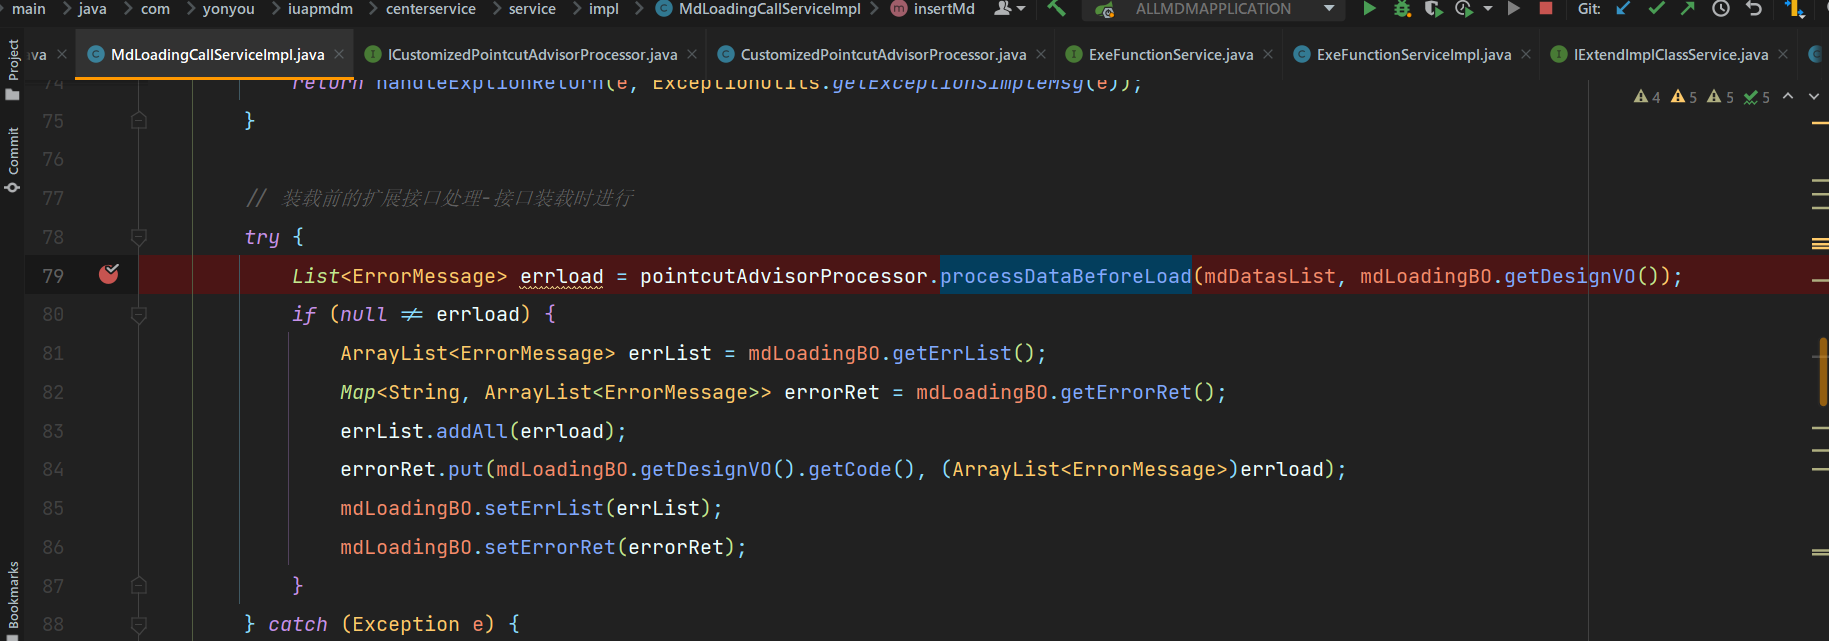 main > java > com > yonyou > iuapmdm > centerservice > service > impl > MdLoadingCallServiceImpl > insertMd ALLMDMAPPLICATION Git:
Project
Commit
Bookmarks
va MdLoadingCallServiceImpl.java ICustomizedPointcutAdvisorProcessor.java CustomizedPointcutAdvisorProcessor.java ExeFunctionService.java ExeFunctionServiceImpl.java IExtendImplClassService.java
4 5 5 5
74 return handleExptionReturn(e, ExceptionUtils.getExceptionSimpleMsg(e));
75 }
76
77 // 装载前的扩展接口处理-接口装载时进行
78 try {
79 List<ErrorMessage> errload = pointcutAdvisorProcessor.processDataBeforeLoad(mdDatasList, mdLoadingBO.getDesignVO());
80 if (null ≠ errload) {
81 ArrayList<ErrorMessage> errList = mdLoadingBO.getErrList();
82 Map<String, ArrayList<ErrorMessage>> errorRet = mdLoadingBO.getErrorRet();
83 errList.addAll(errload);
84 errorRet.put(mdLoadingBO.getDesignVO().getCode(), (ArrayList<ErrorMessage>)errload);
85 mdLoadingBO.setErrList(errList);
86 mdLoadingBO.setErrorRet(errorRet);
87 }
88 } catch (Exception e) {